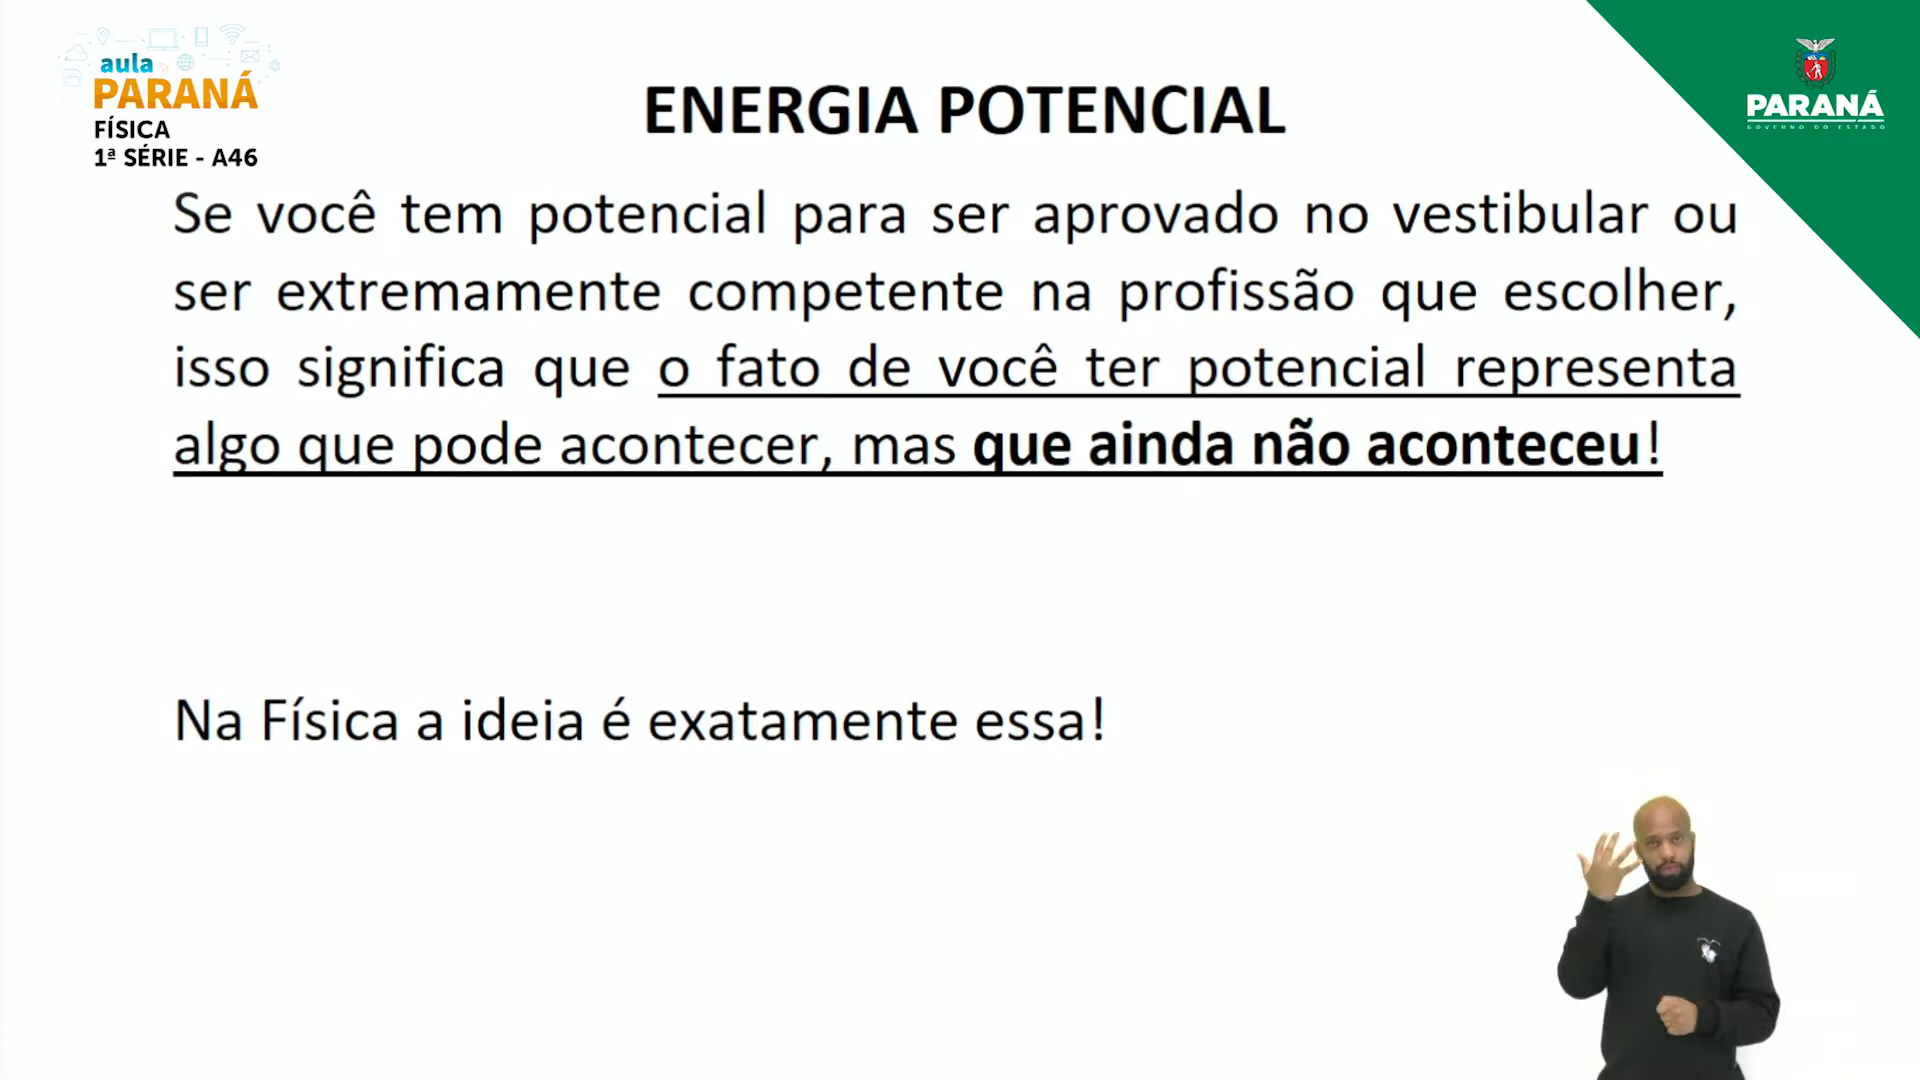 aula
PARANÁ
FÍSICA
1ª SÉRIE - A46
ENERGIA POTENCIAL
PARANÁ
GOVERNO DO ESTADO
Se você tem potencial para ser aprovado no vestibular ou
ser extremamente competente na profissão que escolher,
isso significa que o fato de você ter potencial representa
algo que pode acontecer, mas que ainda não aconteceu!
Na Física a ideia é exatamente essa!